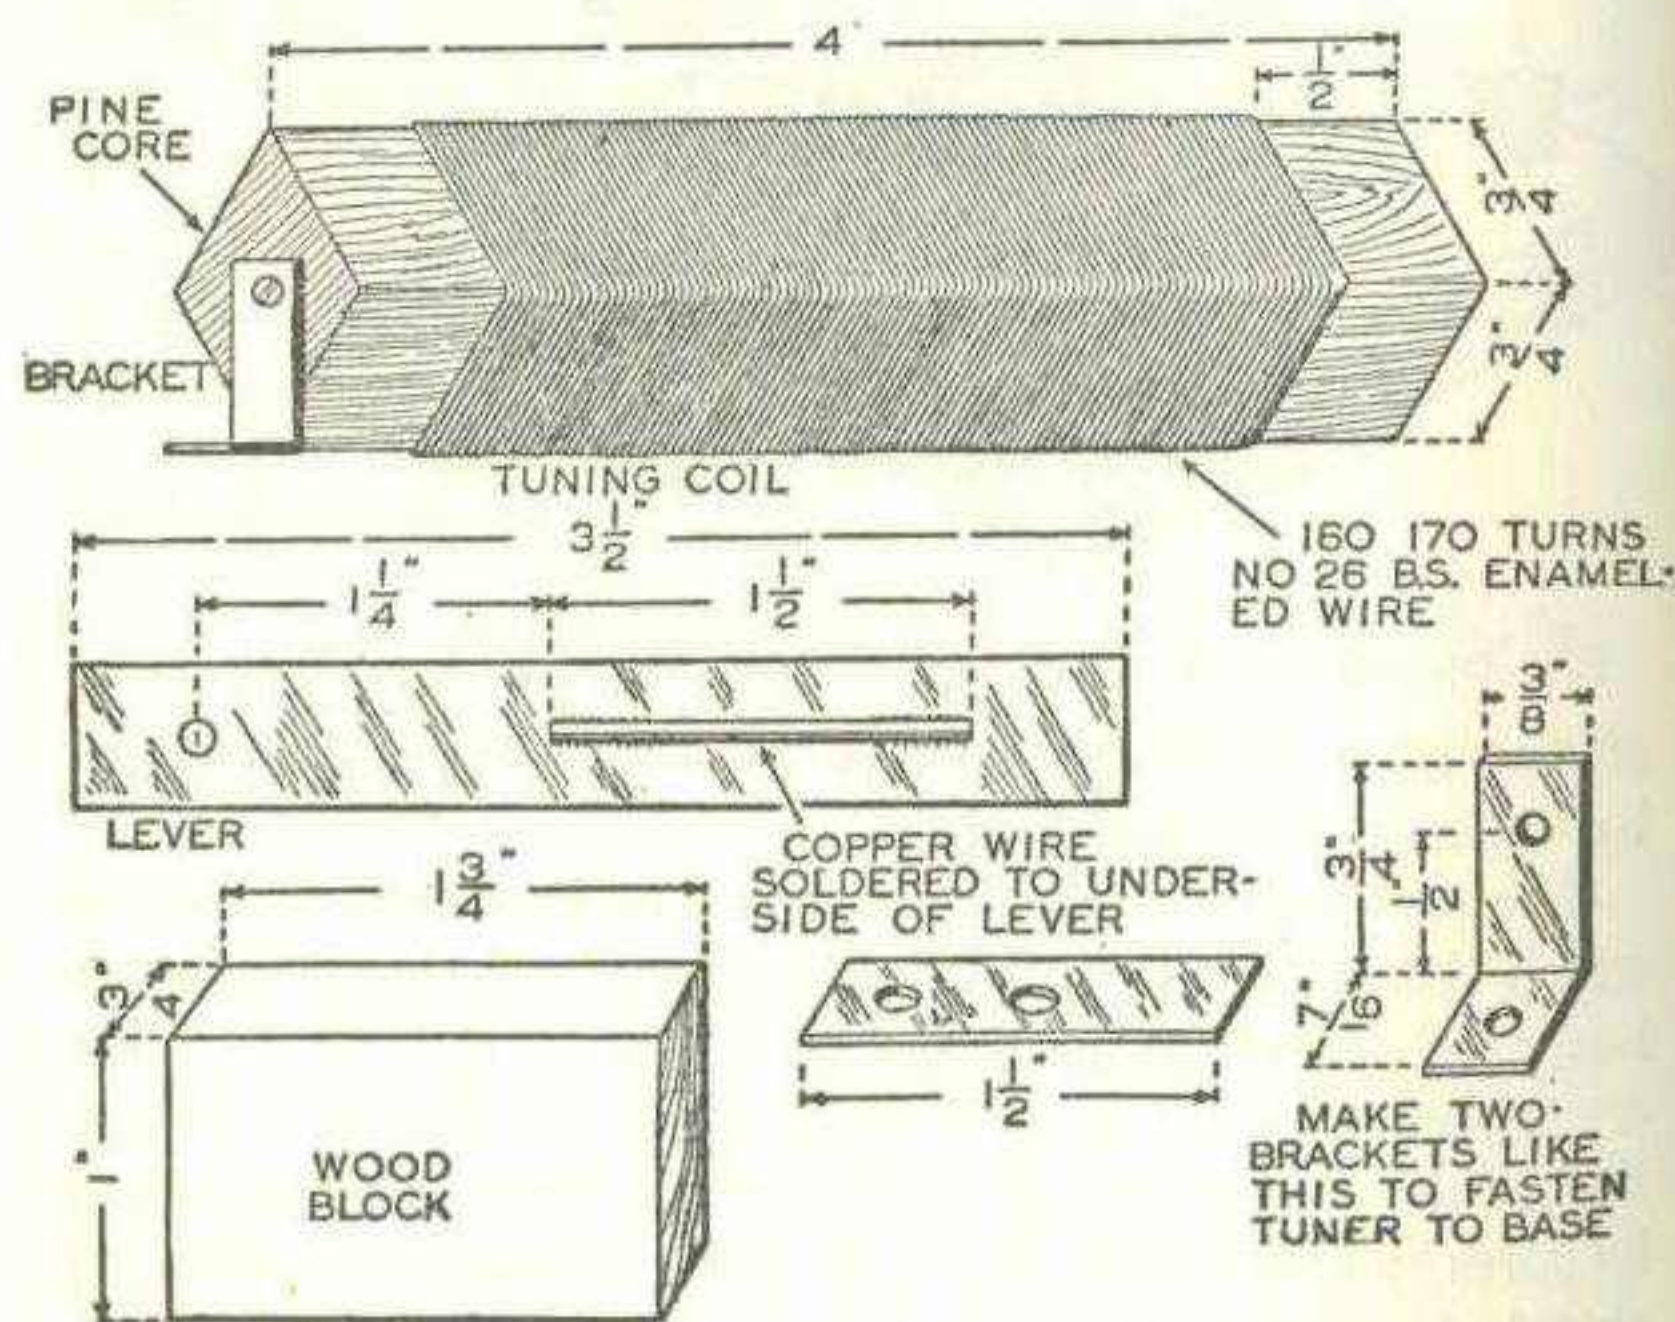 4"
1/2"
PINE
CORE
3/4"
3/4"
BRACKET
TUNING COIL
3 1/2"
160 170 TURNS
NO 26 B.S. ENAMEL-
ED WIRE
1 1/4"
1 1/2"
3/8"
LEVER
COPPER WIRE
SOLDERED TO UNDER-
SIDE OF LEVER
3/4"
1/2"
1 3/4"
3/4"
7/16"
1 1/2"
1"
WOOD
BLOCK
MAKE TWO
BRACKETS LIKE
THIS TO FASTEN
TUNER TO BASE